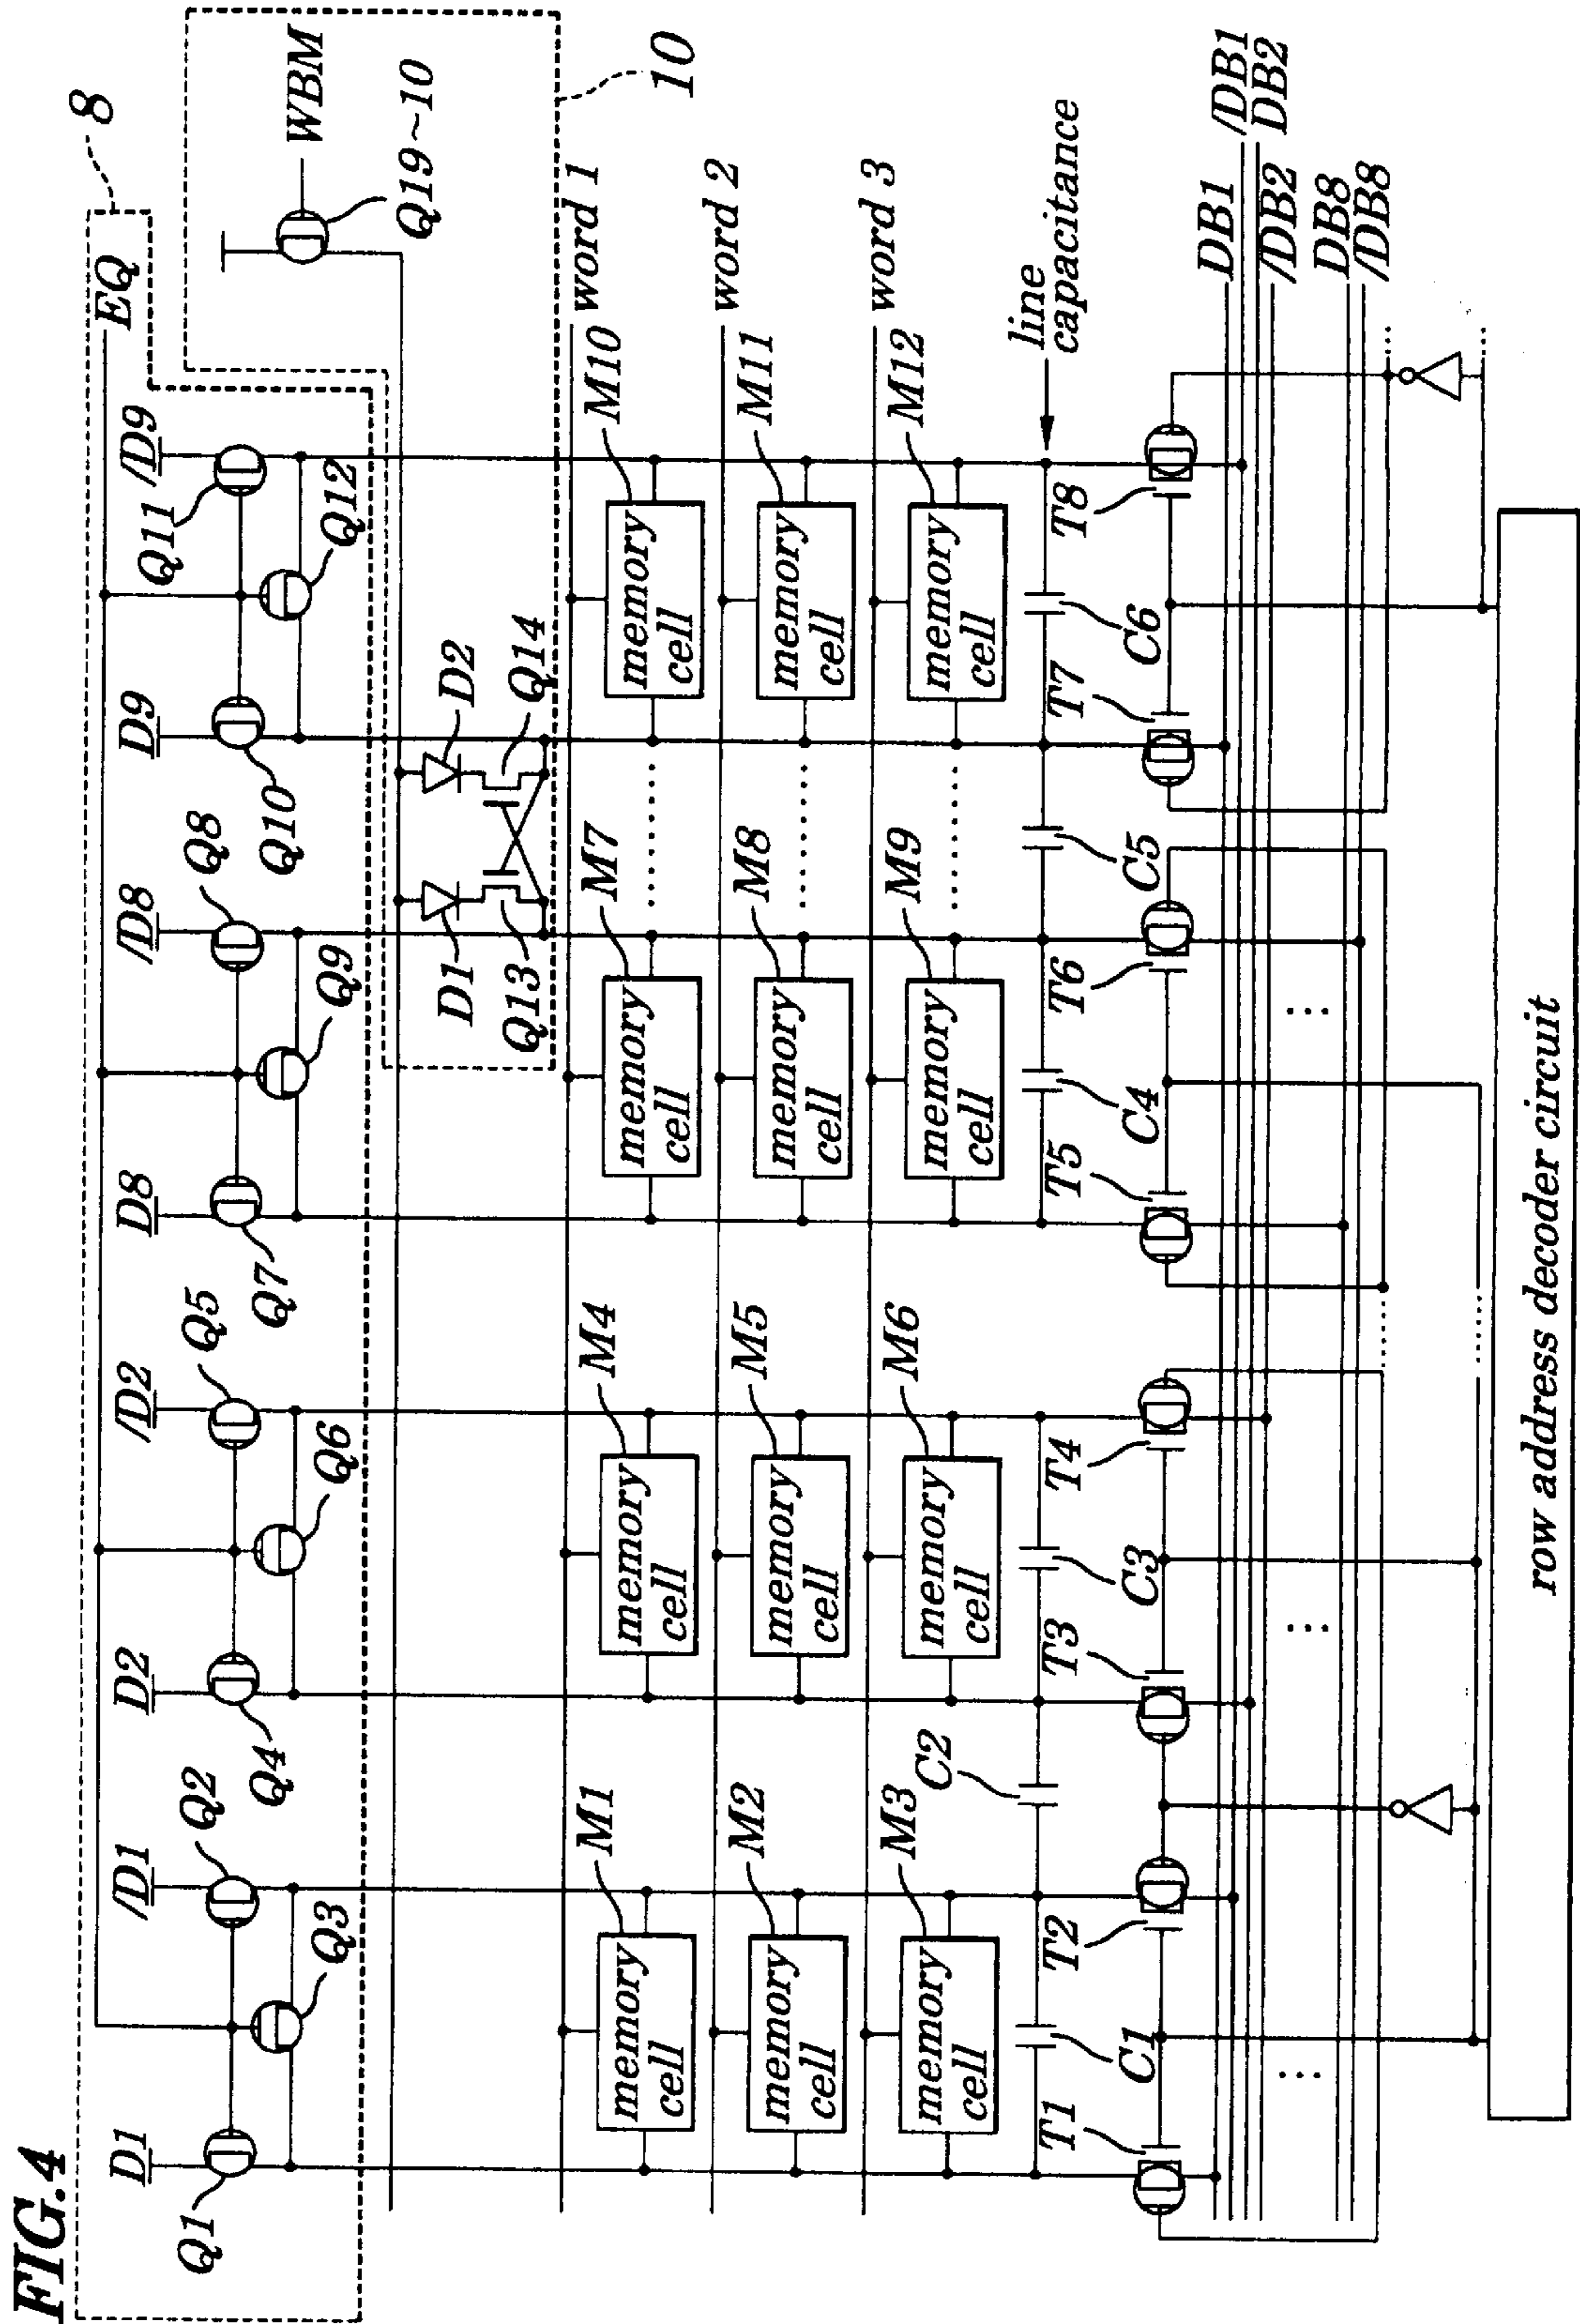 FIG.4
8
D1
/D1
D2
/D2
D8
/D8
D9
/D9
EQ
Q1
Q2
Q3
Q4
Q5
Q6
Q7
Q8
Q9
Q10
Q11
Q12
WBM
Q19~10
10
D1
D2
Q13
Q14
word 1
M1
M4
M7
M10
memory cell
memory cell
memory cell
memory cell
word 2
M2
M5
M8
M11
memory cell
memory cell
memory cell
memory cell
word 3
M3
M6
M9
M12
memory cell
memory cell
memory cell
memory cell
line
capacitance
C1
C2
C3
C4
C5
C6
T1
T2
T3
T4
T5
T6
T7
T8
DB1
/DB1
DB2
/DB2
DB8
/DB8
row address decoder circuit